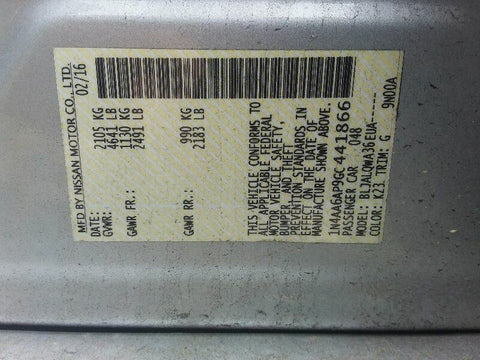 MFD BY NISSAN MOTOR CO., LTD.
02/16
GVWR: 2105 KG
4641 LB
GAWR FR.: 1130 KG
2491 LB
GAWR RR.: 990 KG
2183 LB
THIS VEHICLE CONFORMS TO
ALL APPLICABLE FEDERAL
MOTOR VEHICLE SAFETY,
BUMPER, AND THEFT
PREVENTION STANDARDS IN
EFFECT ON THE DATE OF
MANUFACTURE SHOWN ABOVE.
1N4AA6AP9GC441866
PASSENGER CAR 048
MODEL: BLJALOWA36EUA-----
COLOR: K23 TRIM: G 9N00A